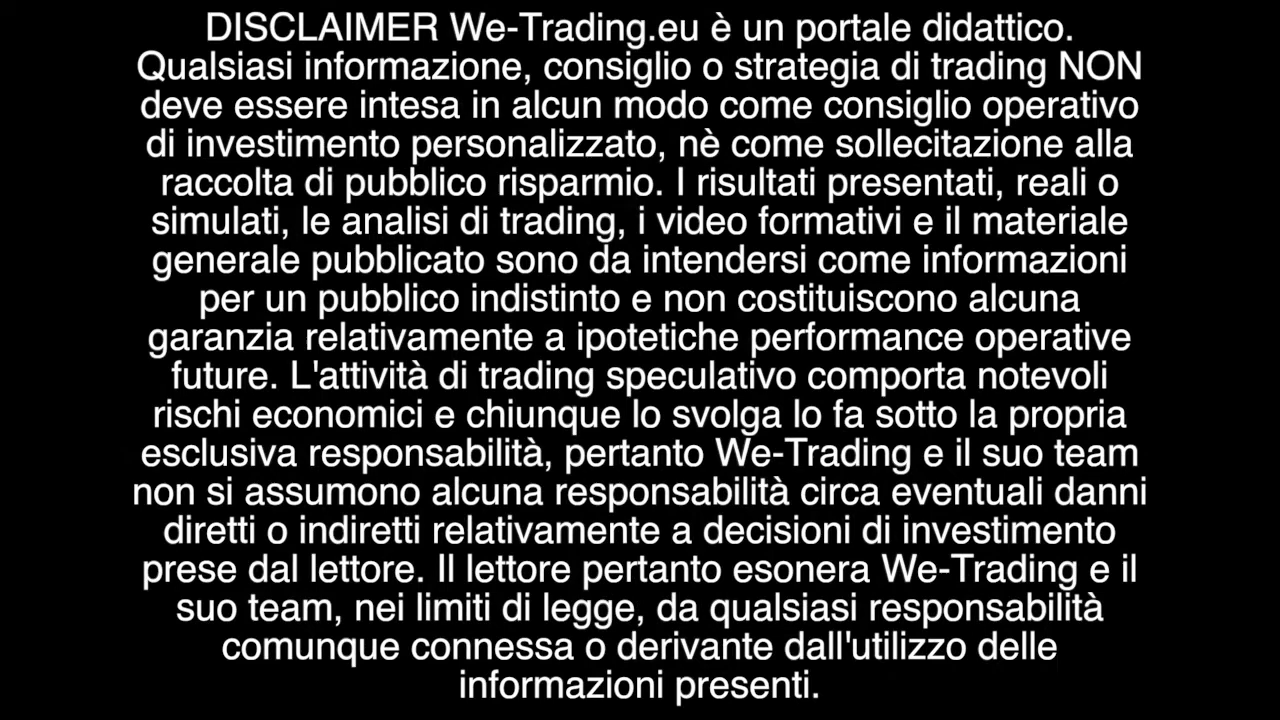 DISCLAIMER We-Trading.eu è un portale didattico.
Qualsiasi informazione, consiglio o strategia di trading NON
deve essere intesa in alcun modo come consiglio operativo
di investimento personalizzato, nè come sollecitazione alla
raccolta di pubblico risparmio. I risultati presentati, reali o
simulati, le analisi di trading, i video formativi e il materiale
generale pubblicato sono da intendersi come informazioni
per un pubblico indistinto e non costituiscono alcuna
garanzia relativamente a ipotetiche performance operative
future. L'attività di trading speculativo comporta notevoli
rischi economici e chiunque lo svolga lo fa sotto la propria
esclusiva responsabilità, pertanto We-Trading e il suo team
non si assumono alcuna responsabilità circa eventuali danni
diretti o indiretti relativamente a decisioni di investimento
prese dal lettore. Il lettore pertanto esonera We-Trading e il
suo team, nei limiti di legge, da qualsiasi responsabilità
comunque connessa o derivante dall'utilizzo delle
informazioni presenti.